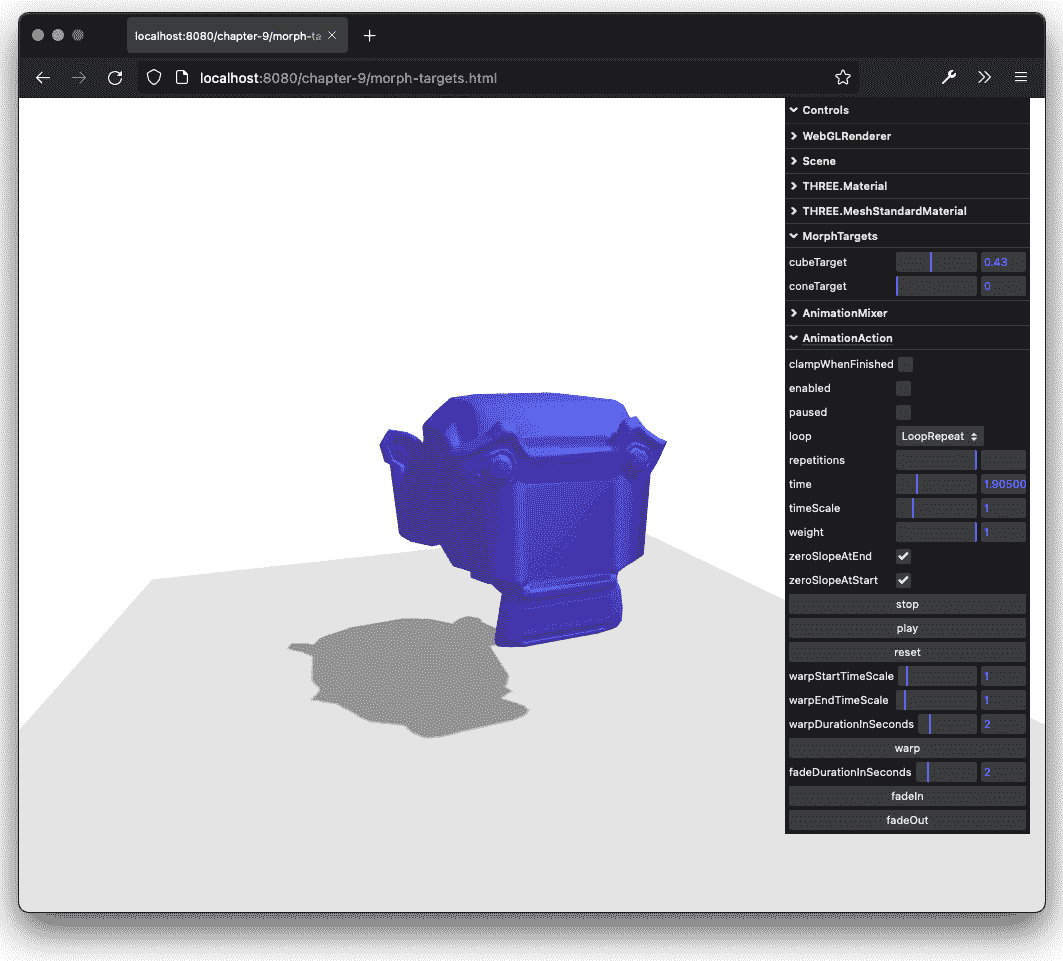 localhost:8080/chapter-9/morph-ta
localhost:8080/chapter-9/morph-targets.html
Controls
WebGLRenderer
Scene
THREE.Material
THREE.MeshStandardMaterial
MorphTargets
cubeTarget 0.43
coneTarget 0
AnimationMixer
AnimationAction
clampWhenFinished
enabled
paused
loop LoopRepeat
repetitions
time 1.90500
timeScale 1
weight 1
zeroSlopeAtEnd
zeroSlopeAtStart
stop
play
reset
warpStartTimeScale 1
warpEndTimeScale 1
warpDurationInSeconds 2
warp
fadeDurationInSeconds 2
fadeIn
fadeOut